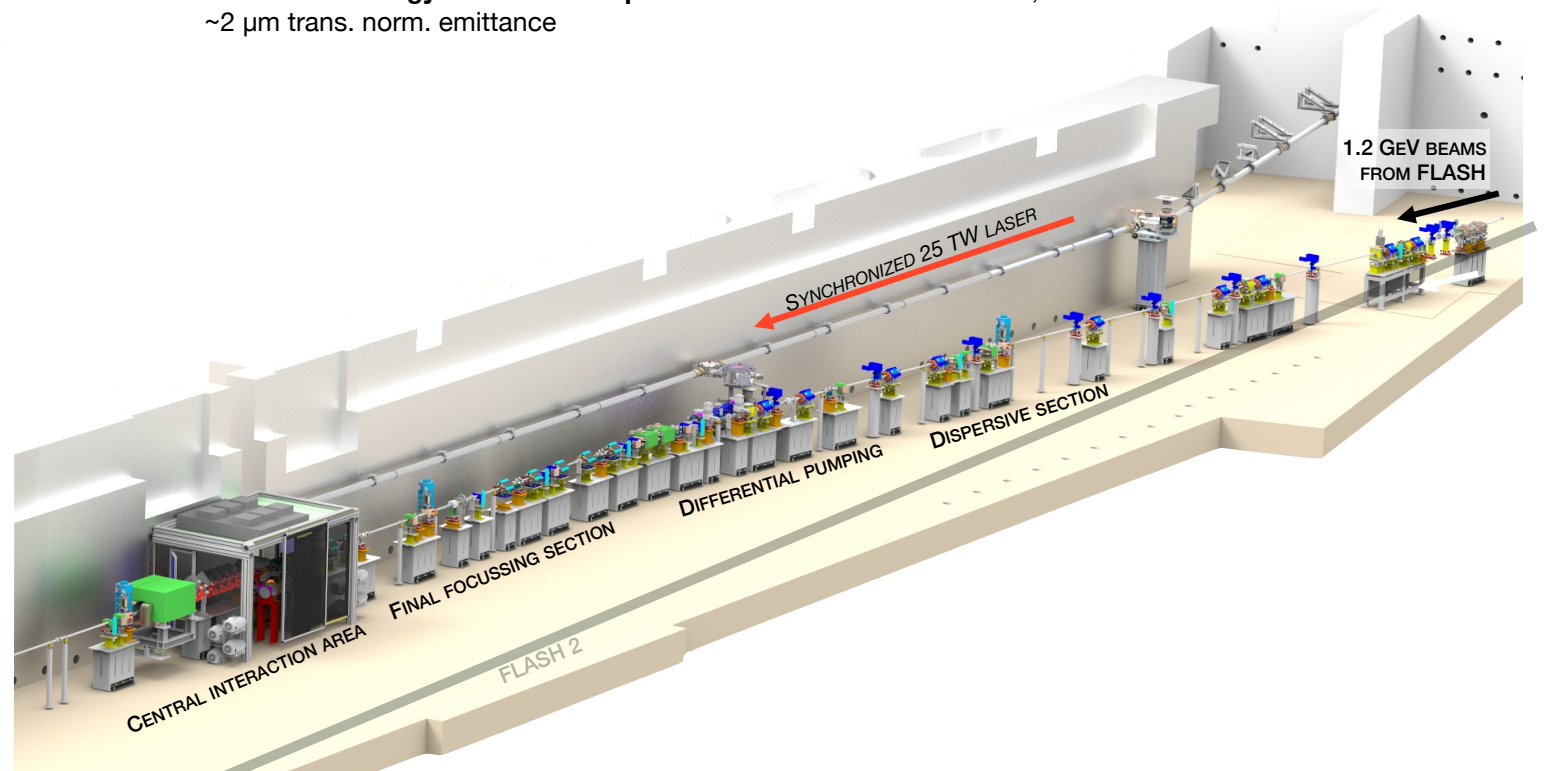 ~2 µm trans. norm. emittance
1.2 GeV beams
from FLASH
Synchronized 25 TW laser
Dispersive section
Differential pumping
Final focussing section
Central interaction area
FLASH 2